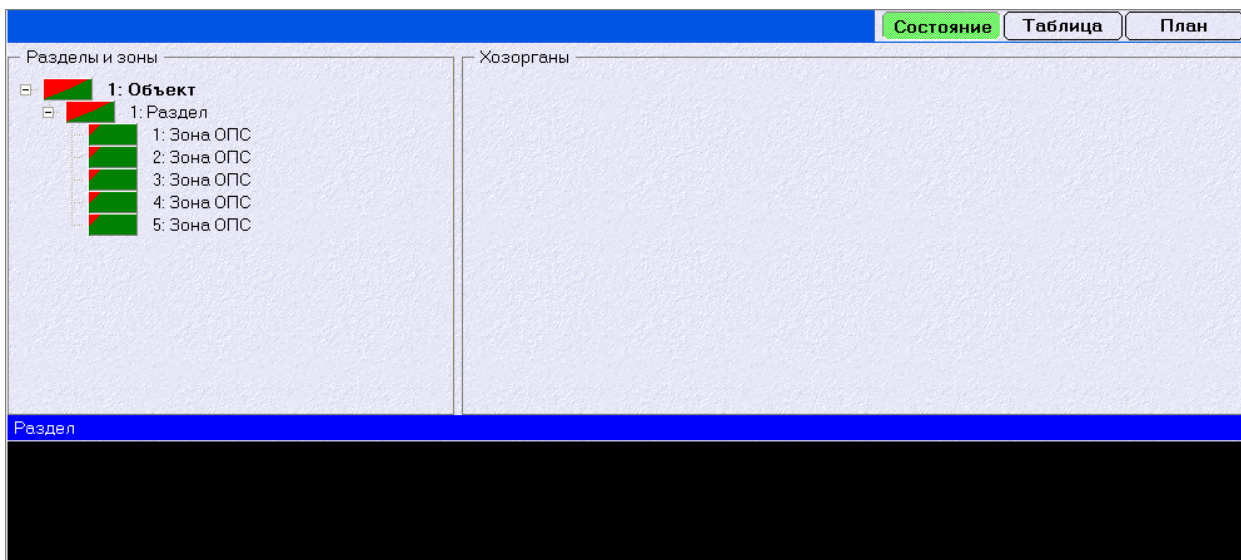 Состояние Таблица План
Разделы и зоны
Хозорганы
1: Объект
1: Раздел
1: Зона ОПС
2: Зона ОПС
3: Зона ОПС
4: Зона ОПС
5: Зона ОПС
Раздел